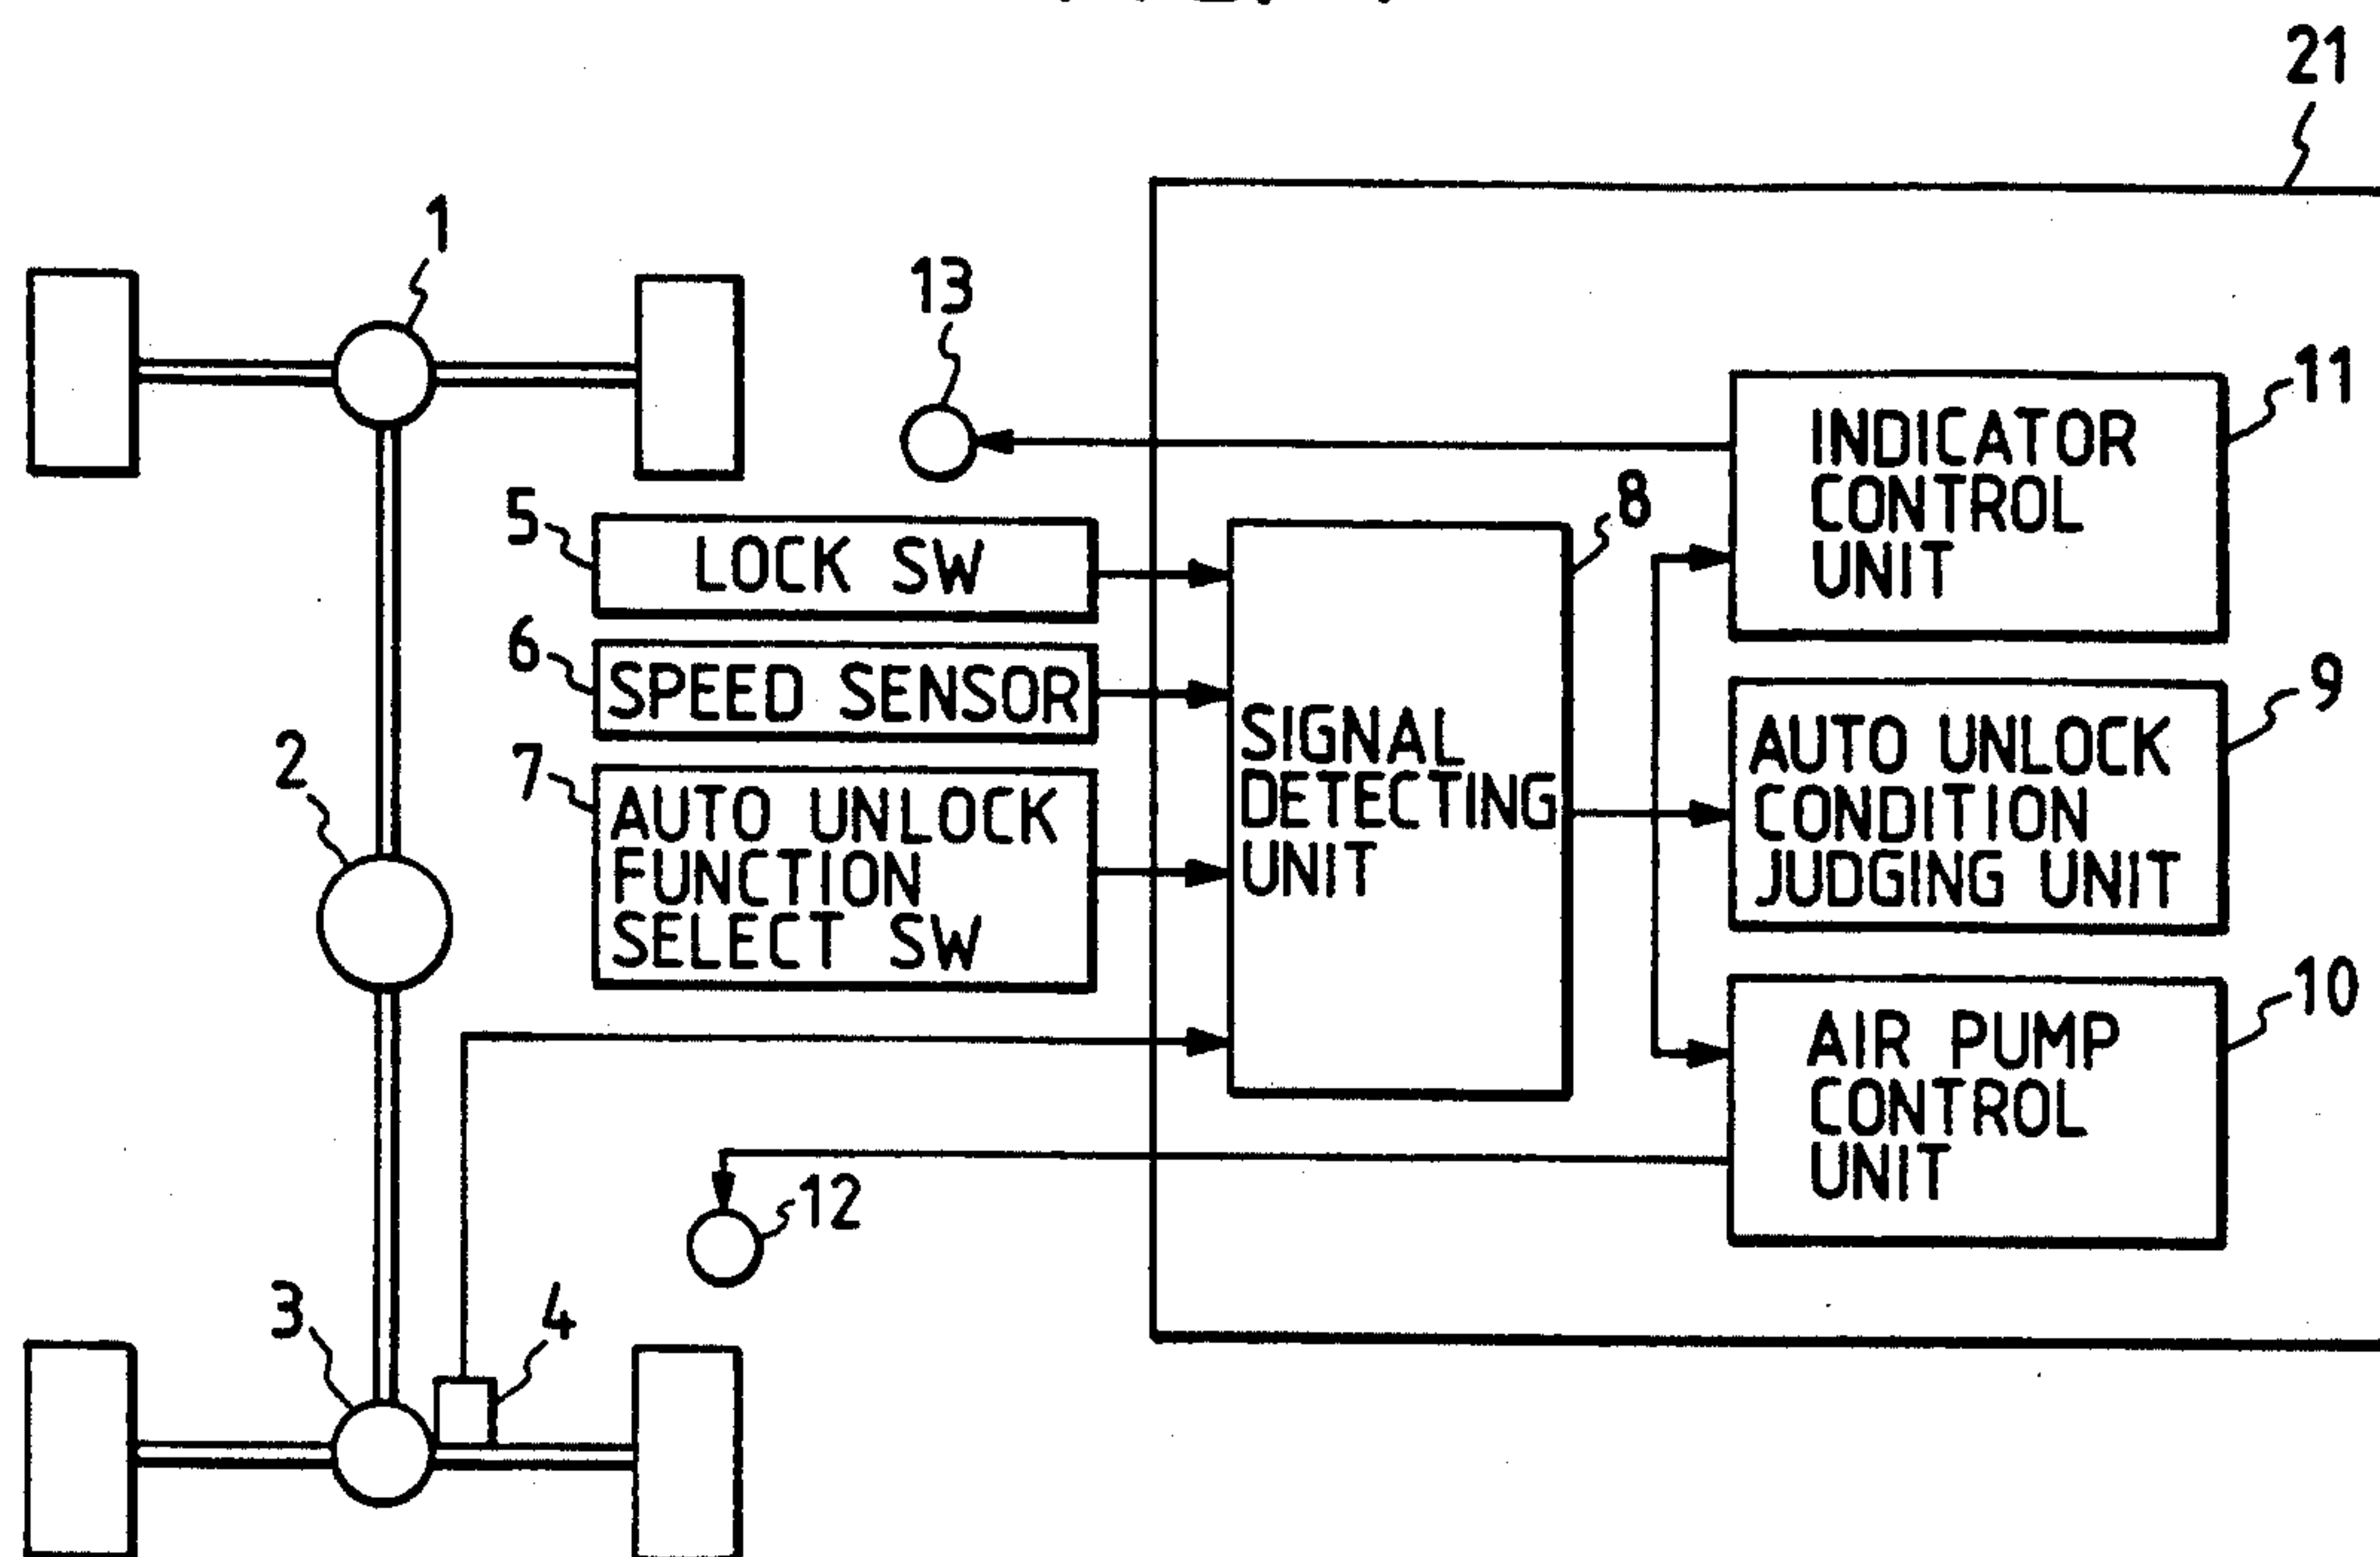 21
1
13
11
INDICATOR
CONTROL
UNIT
5
LOCK SW
8
6
SPEED SENSOR
9
AUTO UNLOCK
CONDITION
JUDGING UNIT
SIGNAL
DETECTING
UNIT
2
7
AUTO UNLOCK
FUNCTION
SELECT SW
10
AIR PUMP
CONTROL
UNIT
12
3
4